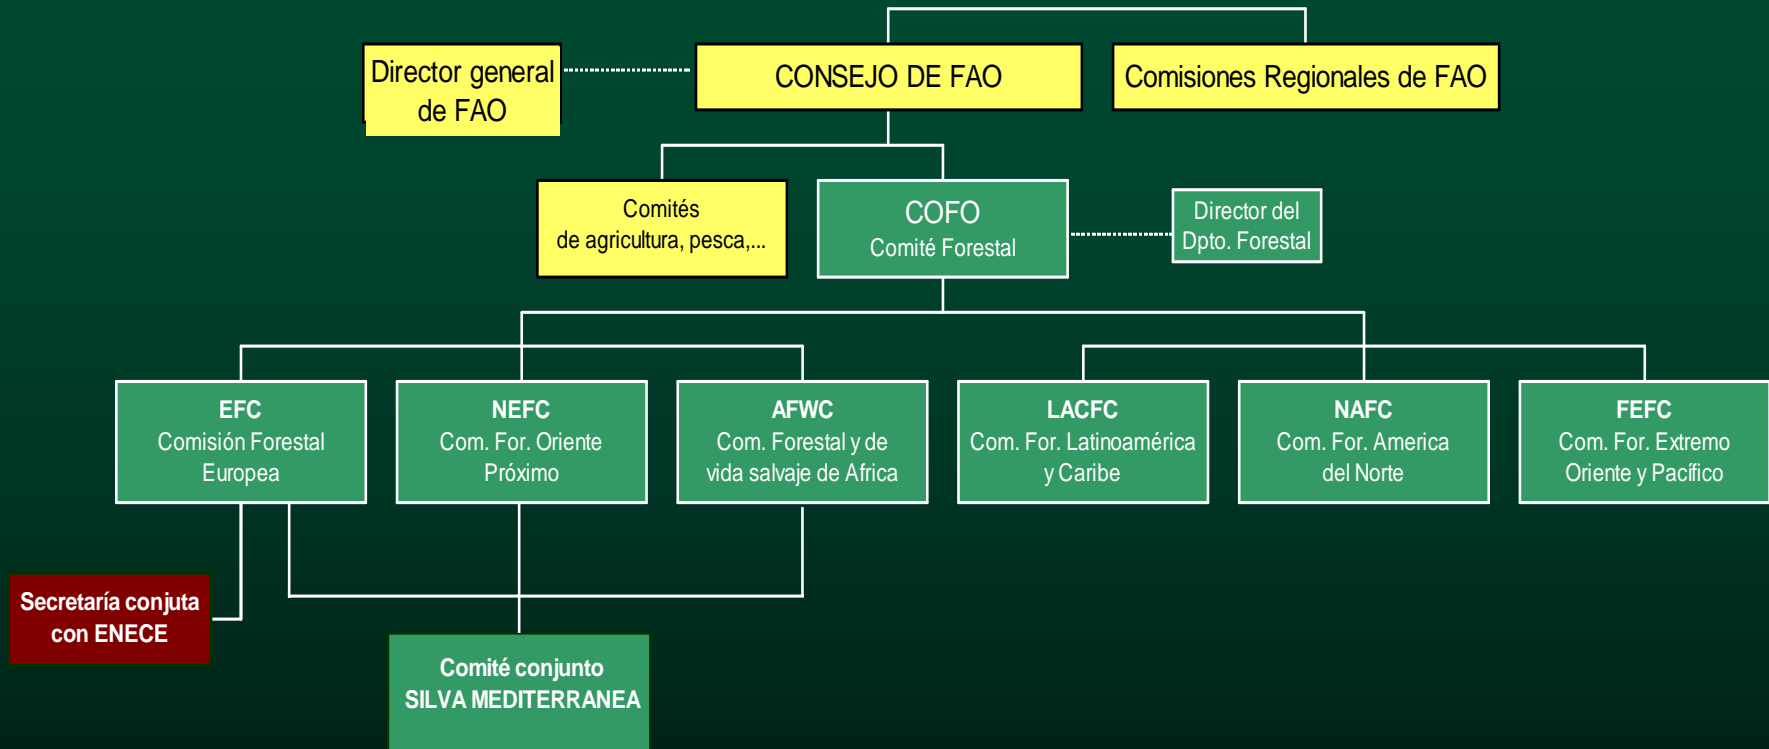 Director general
de FAO
CONSEJO DE FAO
Comisiones Regionales de FAO
Comités
de agricultura, pesca,...
COFO
Comité Forestal
Director del
Dpto. Forestal
EFC
Comisión Forestal
Europea
NEFC
Com. For. Oriente
Próximo
AFWC
Com. Forestal y de
vida salvaje de Africa
LACFC
Com. For. Latinoamérica
y Caribe
NAFC
Com. For. America
del Norte
FEFC
Com. For. Extremo
Oriente y Pacífico
Secretaría conjuta
con ENECE
Comité conjunto
SILVA MEDITERRANEA